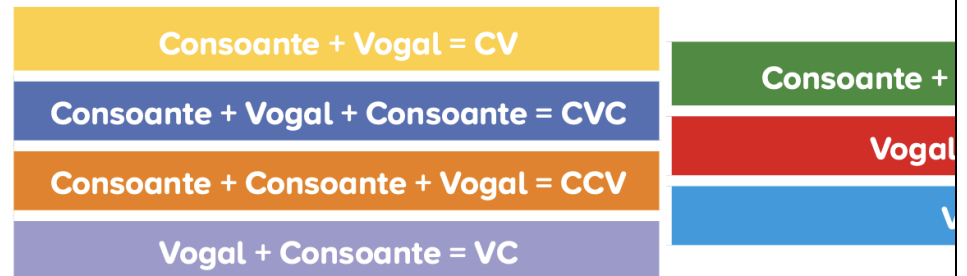 Consoante + Vogal = CV
Consoante + Vogal + Consoante = CVC
Consoante + Consoante + Vogal = CCV
Vogal + Consoante = VC
Consoante +
Vogal